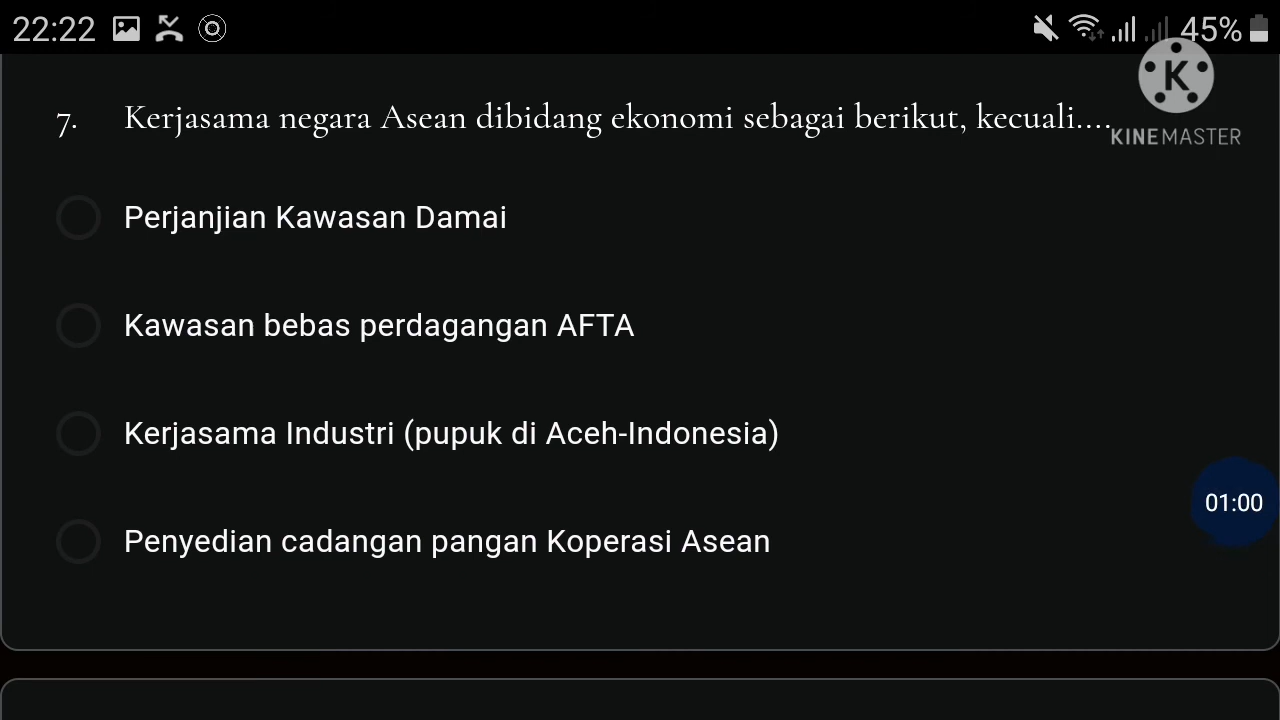 22:22 45%
7. Kerjasama negara Asean dibidang ekonomi sebagai berikut, kecuali....
K
KINEMASTER
Perjanjian Kawasan Damai
Kawasan bebas perdagangan AFTA
Kerjasama Industri (pupuk di Aceh-Indonesia)
01:00
Penyedian cadangan pangan Koperasi Asean